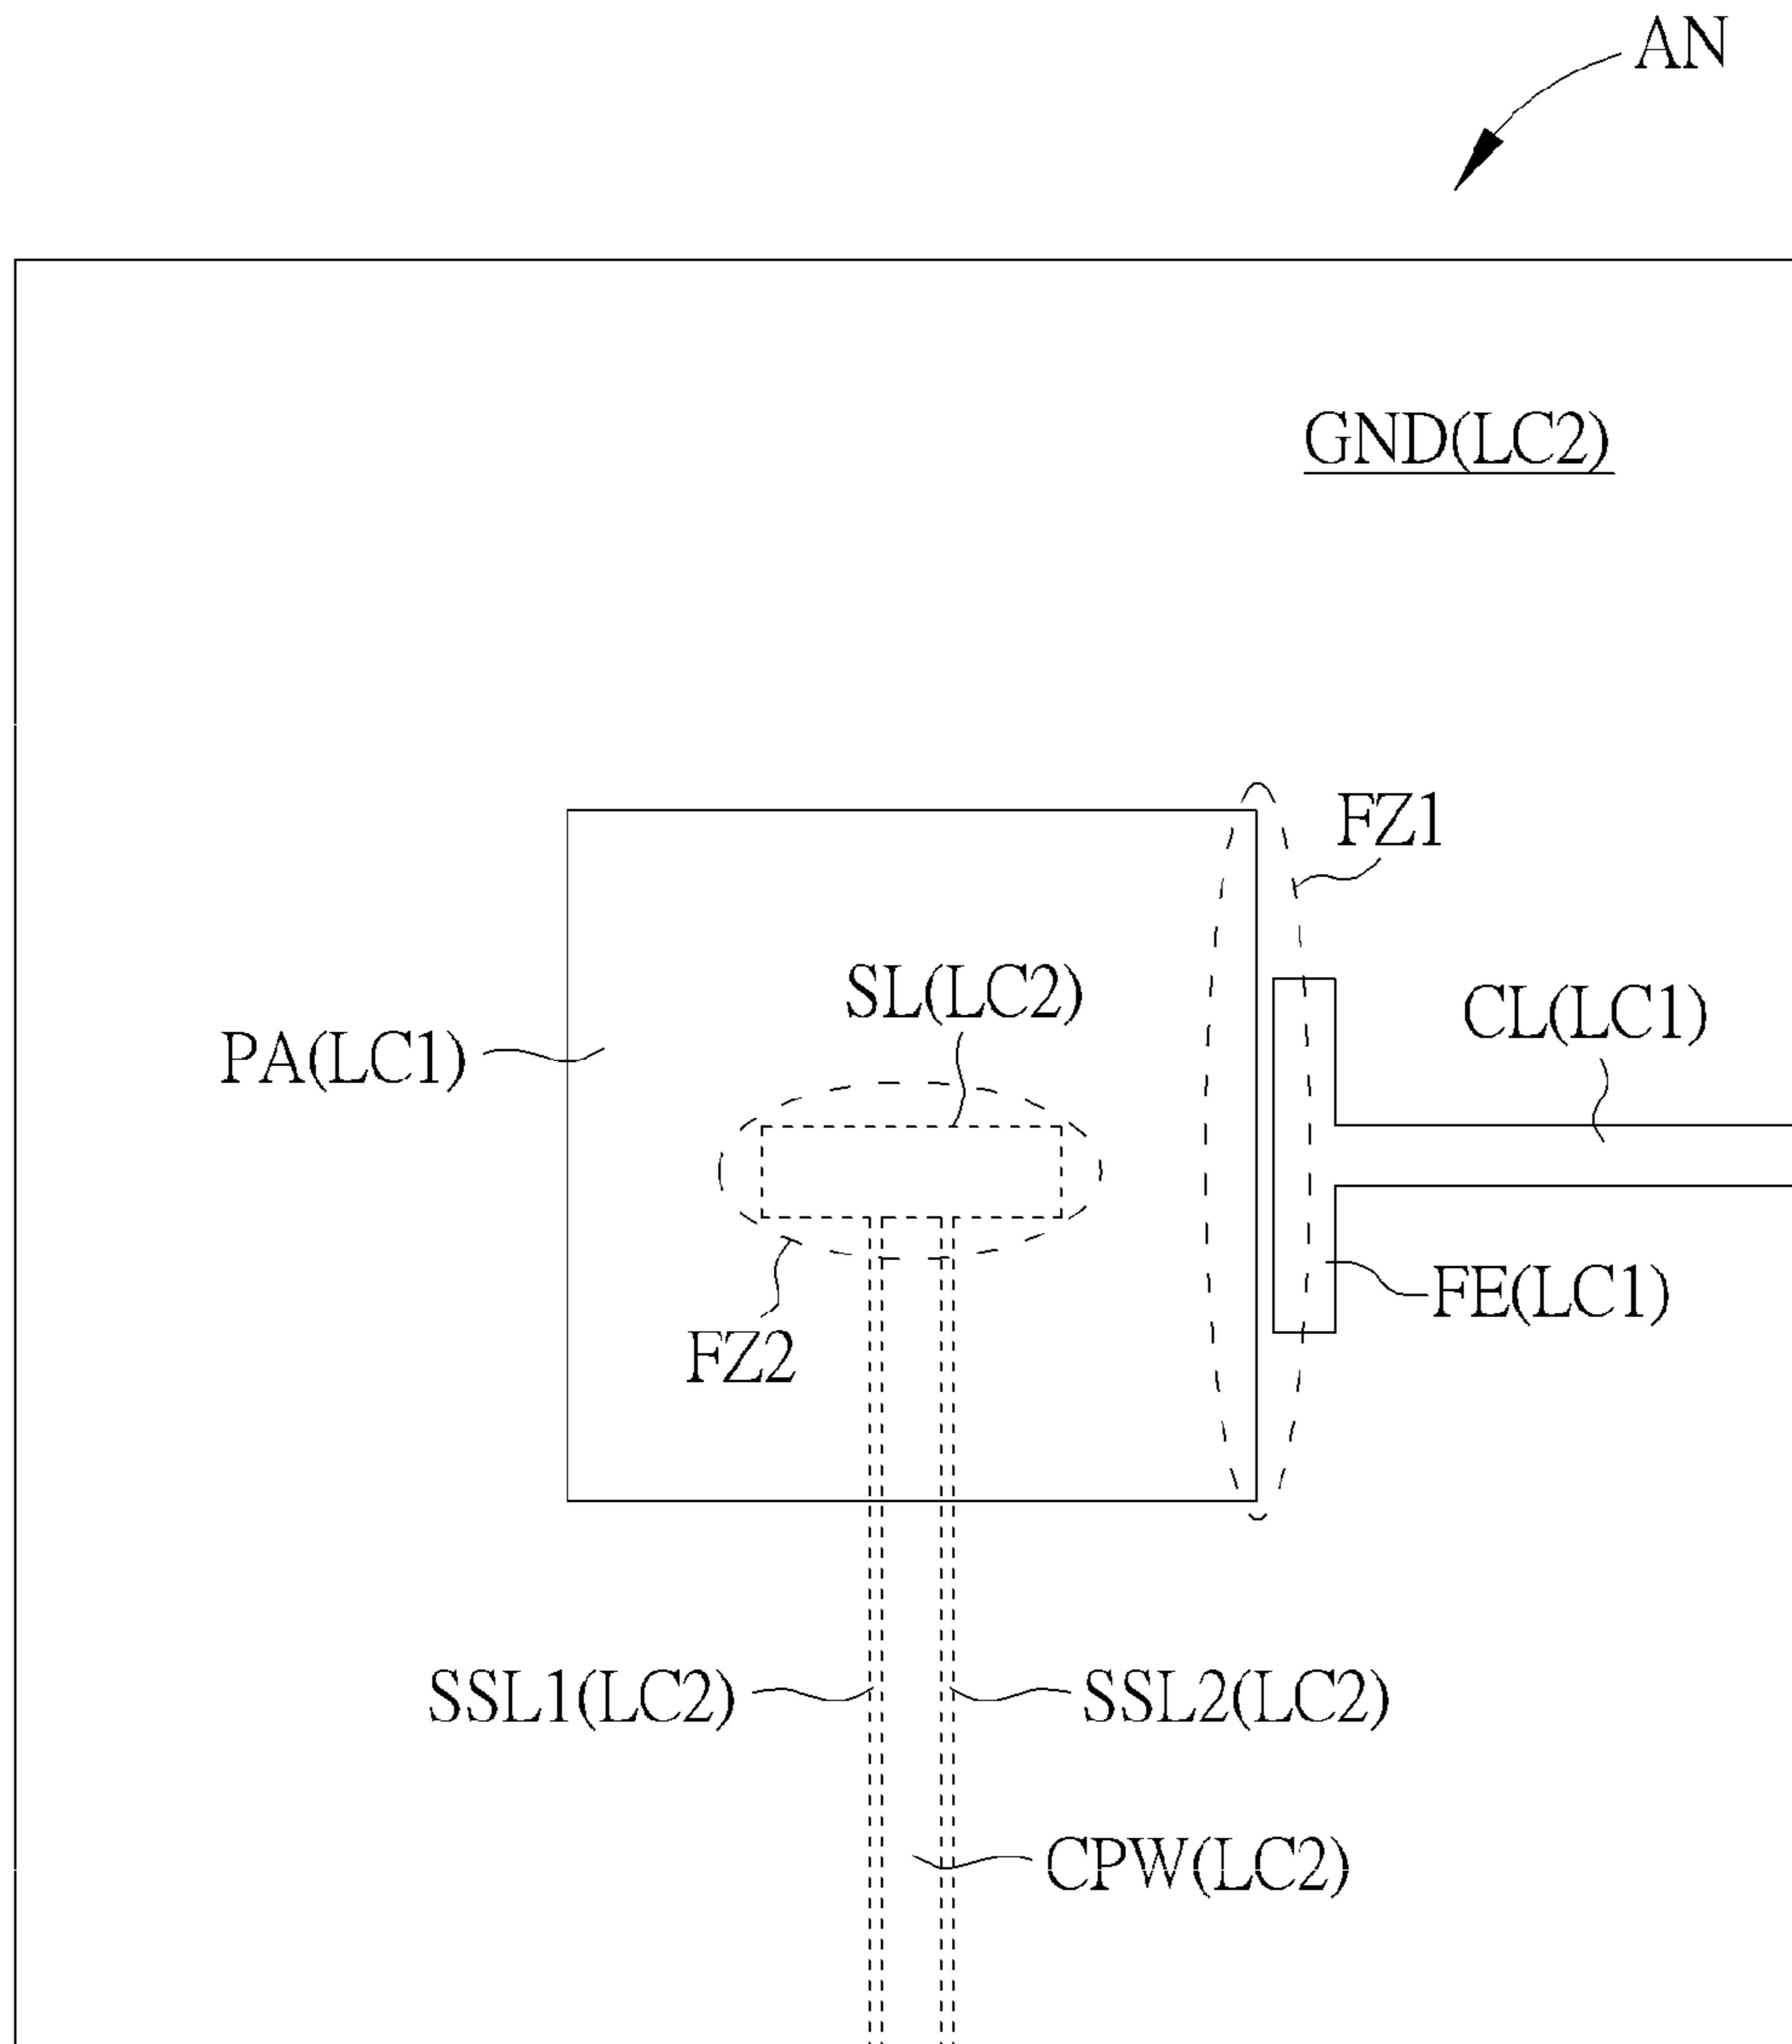 AN
GND(LC2)
FZ1
SL(LC2)
CL(LC1)
PA(LC1)
FE(LC1)
FZ2
SSL1(LC2)
SSL2(LC2)
CPW(LC2)